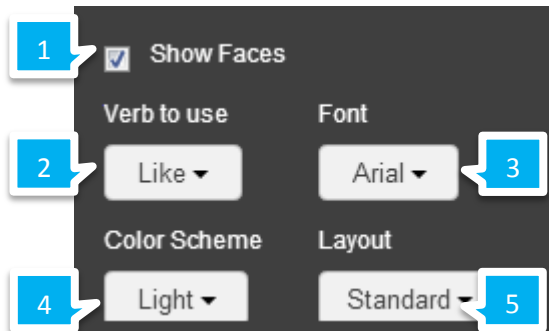 1
Show Faces
Verb to use Font
2 Like Arial 3
Color Scheme Layout
4 Light Standard 5